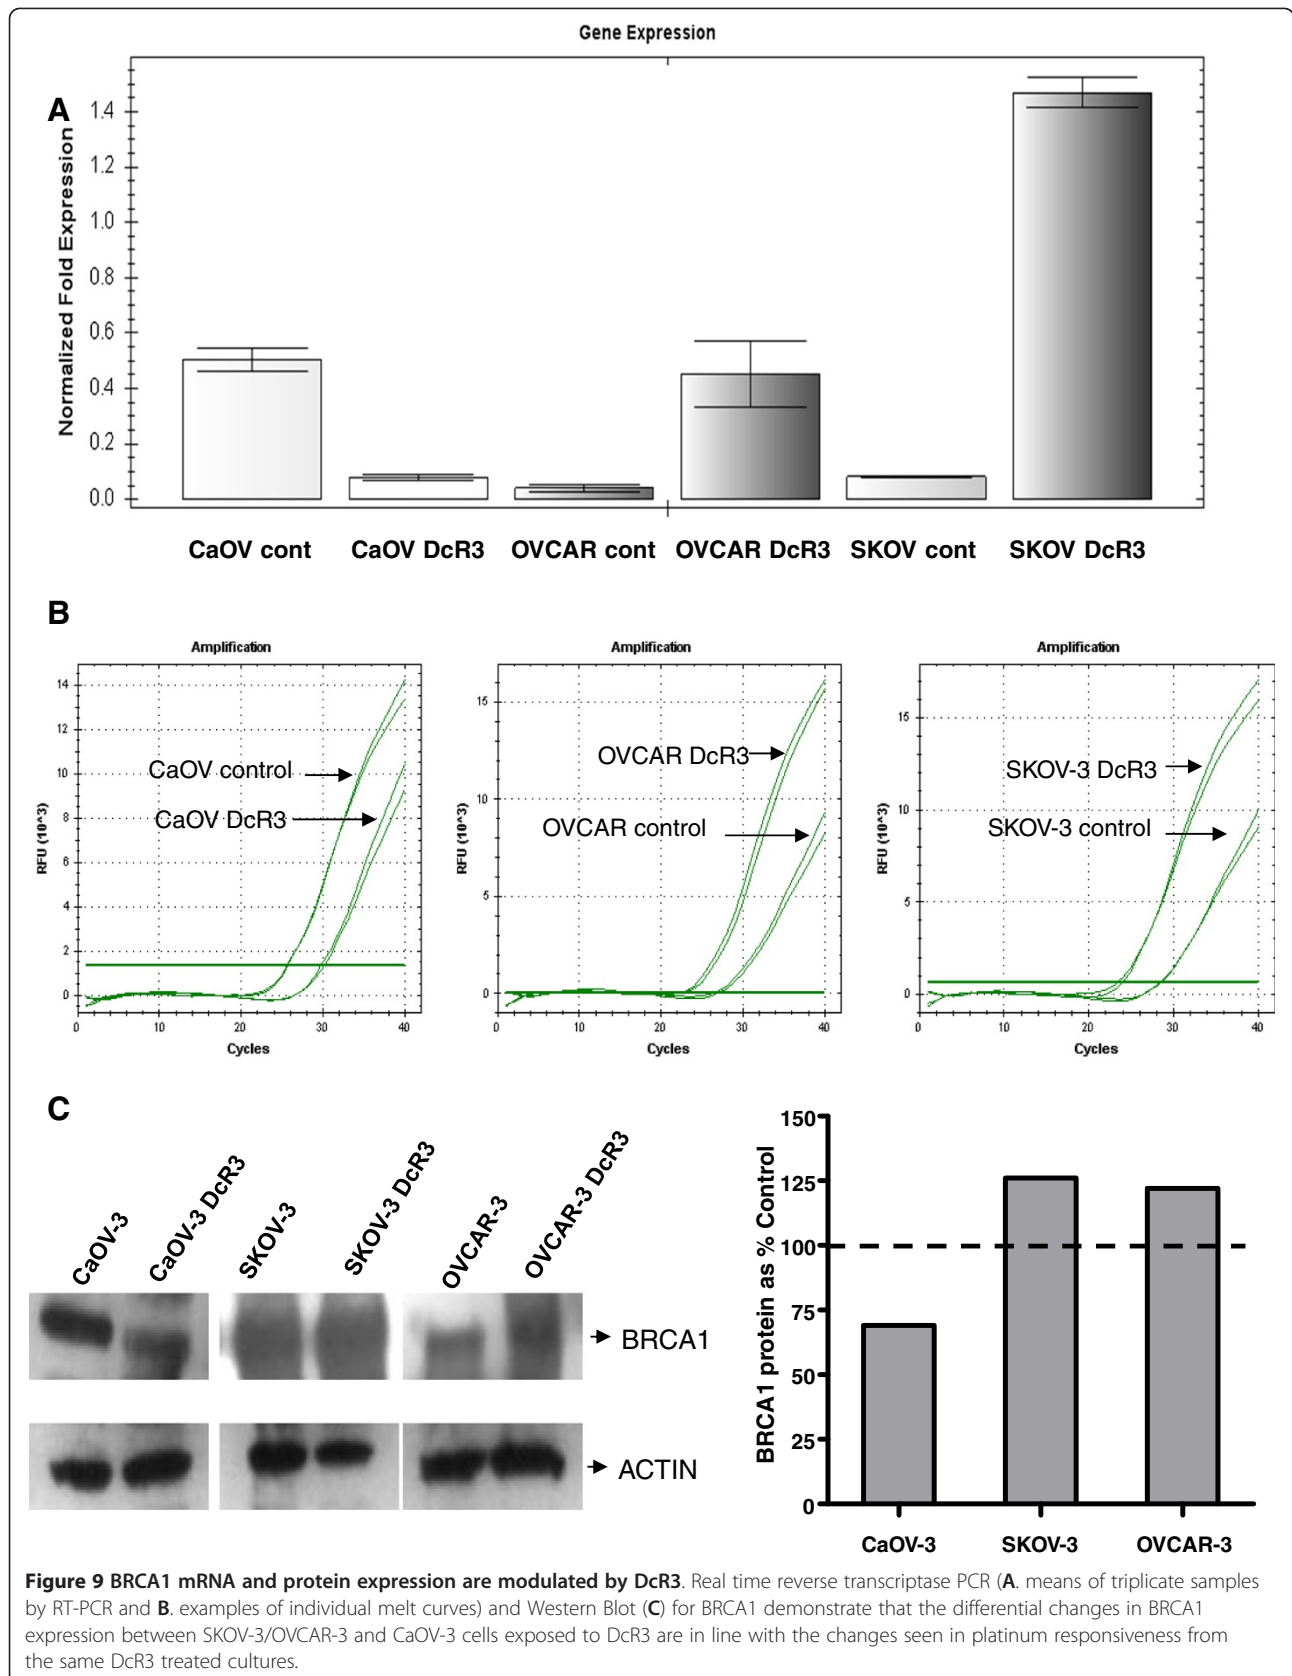 Gene Expression
A
Normalized Fold Expression
1.4
1.2
1.0
0.8
0.6
0.4
0.2
0.0
CaOV cont CaOV DcR3 OVCAR cont OVCAR DcR3 SKOV cont SKOV DcR3
B
Amplification
RFU (10^3)
14
12
10
8
6
4
2
0
CaOV control
CaOV DcR3
0 10 20 30 40
Cycles
Amplification
15
10
5
0
OVCAR DcR3
OVCAR control
0 10 20 30 40
Cycles
RFU (10^3)
Amplification
15
10
5
0
SKOV-3 DcR3
SKOV-3 control
0 10 20 30 40
Cycles
C
CaOV-3
CaOV-3 DcR3
SKOV-3
SKOV-3 DcR3
OVCAR-3
OVCAR-3 DcR3
BRCA1
ACTIN
BRCA1 protein as % Control
150
125
100
75
50
25
0
CaOV-3 SKOV-3 OVCAR-3
Figure 9 BRCA1 mRNA and protein expression are modulated by DcR3. Real time reverse transcriptase PCR (A. means of triplicate samples
by RT-PCR and B. examples of individual melt curves) and Western Blot (C) for BRCA1 demonstrate that the differential changes in BRCA1
expression between SKOV-3/OVCAR-3 and CaOV-3 cells exposed to DcR3 are in line with the changes seen in platinum responsiveness from
the same DcR3 treated cultures.